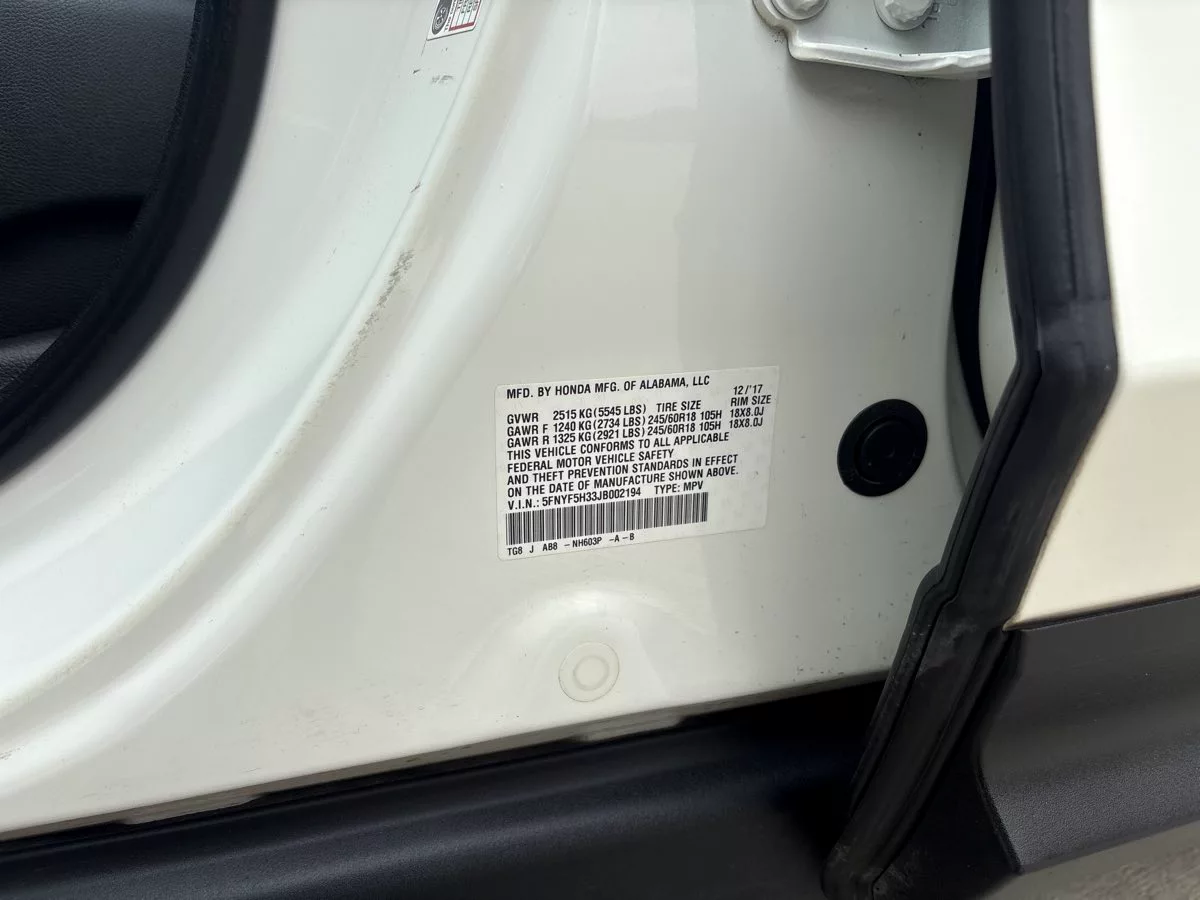 MFD. BY HONDA MFG. OF ALABAMA, LLC 12/'17
GVWR 2515 KG (5545 LBS) TIRE SIZE RIM SIZE
GAWR F 1240 KG (2734 LBS) 245/60R18 105H 18X8.0J
GAWR R 1325 KG (2921 LBS) 245/60R18 105H 18X8.0J
THIS VEHICLE CONFORMS TO ALL APPLICABLE
FEDERAL MOTOR VEHICLE SAFETY
AND THEFT PREVENTION STANDARDS IN EFFECT
ON THE DATE OF MANUFACTURE SHOWN ABOVE.
V.I.N.: 5FNYF5H33JB002194 TYPE: MPV
TG8 J AB8 -NH603P -A-B